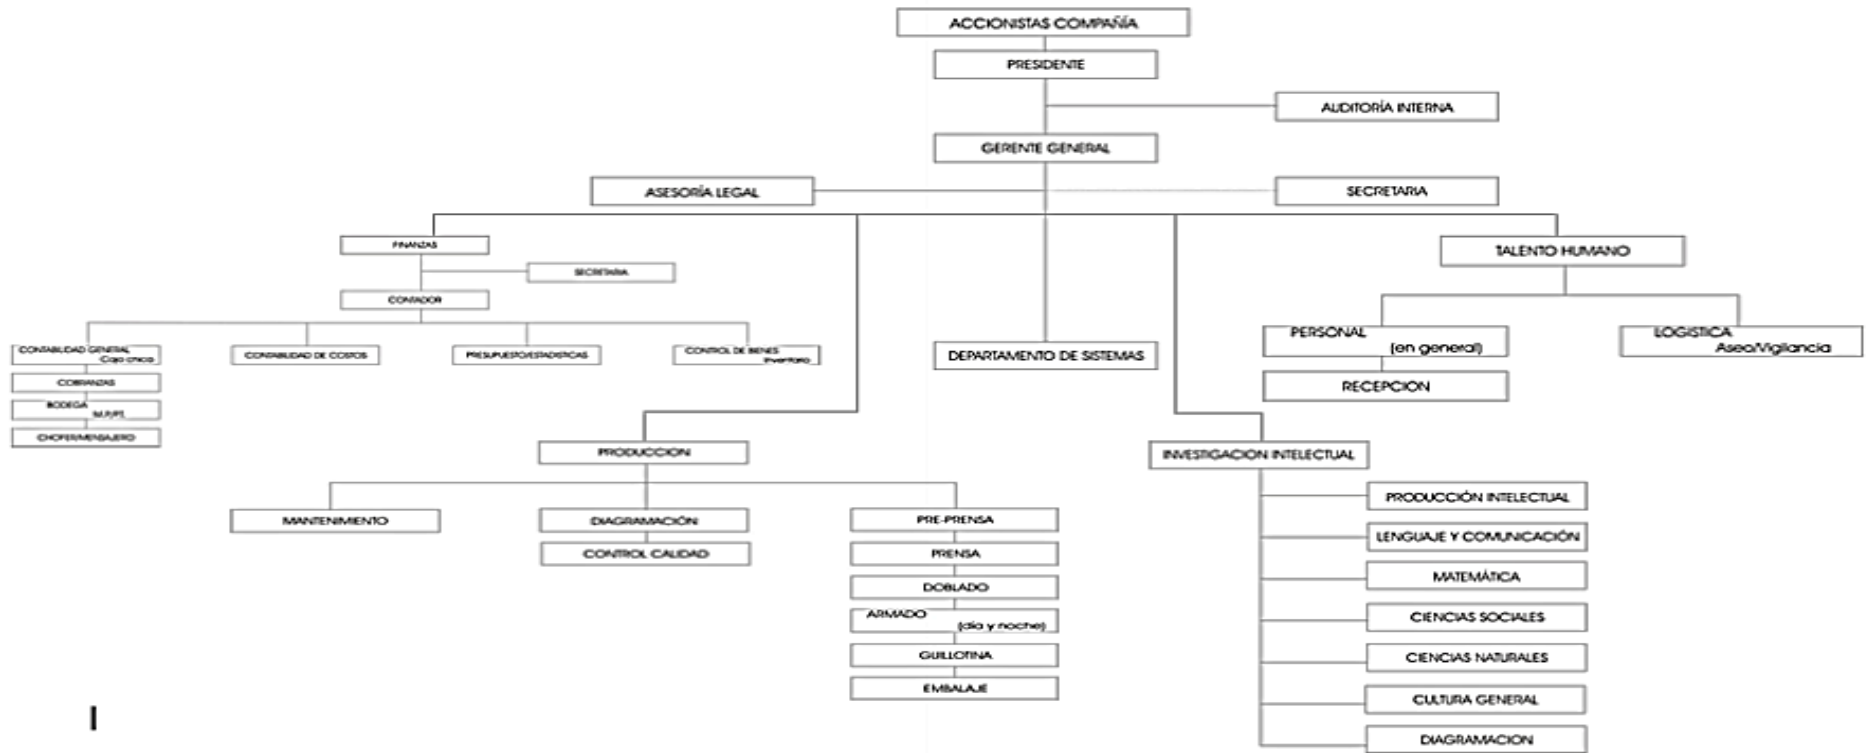 ACCIONISTAS COMPAÑÍA
PRESIDENTE
AUDITORÍA INTERNA
GERENTE GENERAL
ASESORÍA LEGAL
SECRETARIA
FINANZAS
SECRETARIA
CONTADOR
CONTABILIDAD GENERAL
Caja chica
COBRANZAS
BODEGA
M.P/P.T.
CHOFER/MENSAJERO
CONTABILIDAD DE COSTOS
PRESUPUESTO/ESTADISTICAS
CONTROL DE BIENES
Inventario
DEPARTAMENTO DE SISTEMAS
TALENTO HUMANO
PERSONAL
(en general)
RECEPCION
LOGISTICA
Aseo/Vigilancia
PRODUCCION
MANTENIMIENTO
DIAGRAMACIÓN
CONTROL CALIDAD
PRE-PRENSA
PRENSA
DOBLADO
ARMADO
(día y noche)
GUILLOTINA
EMBALAJE
INVESTIGACION INTELECTUAL
PRODUCCIÓN INTELECTUAL
LENGUAJE Y COMUNICACIÓN
MATEMÁTICA
CIENCIAS SOCIALES
CIENCIAS NATURALES
CULTURA GENERAL
DIAGRAMACION